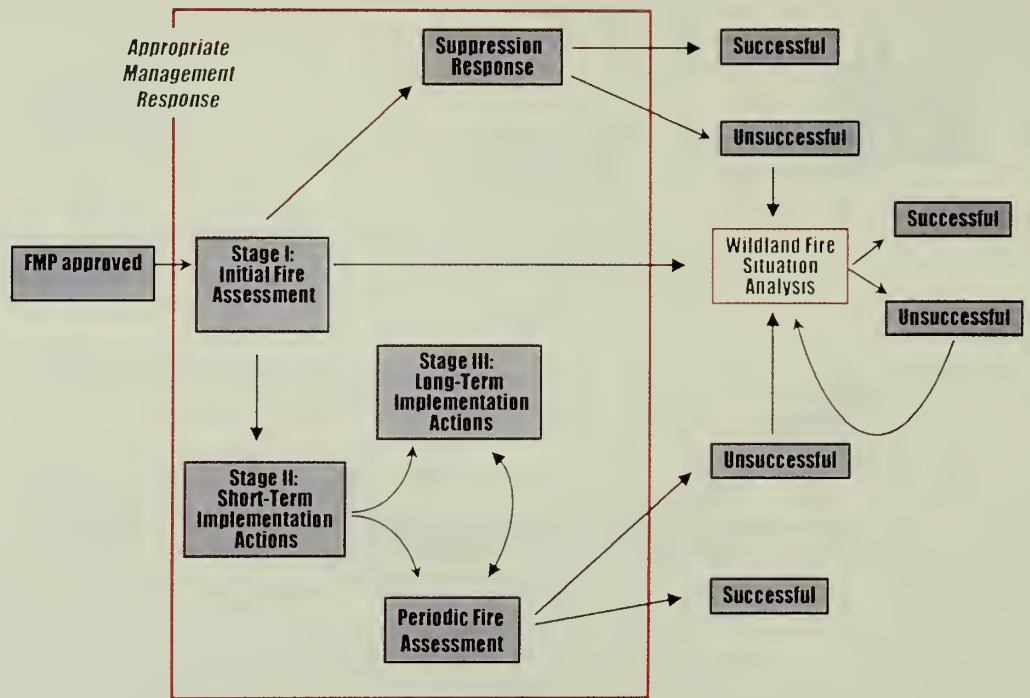 Appropriate
Management
Response
Suppression
Response
Successful
Unsuccessful
FMP approved
Stage I:
Initial Fire
Assessment
Wildland Fire
Situation
Analysis
Successful
Unsuccessful
Stage III:
Long-Term
Implementation
Actions
Stage II:
Short-Term
Implementation
Actions
Unsuccessful
Periodic Fire
Assessment
Successful